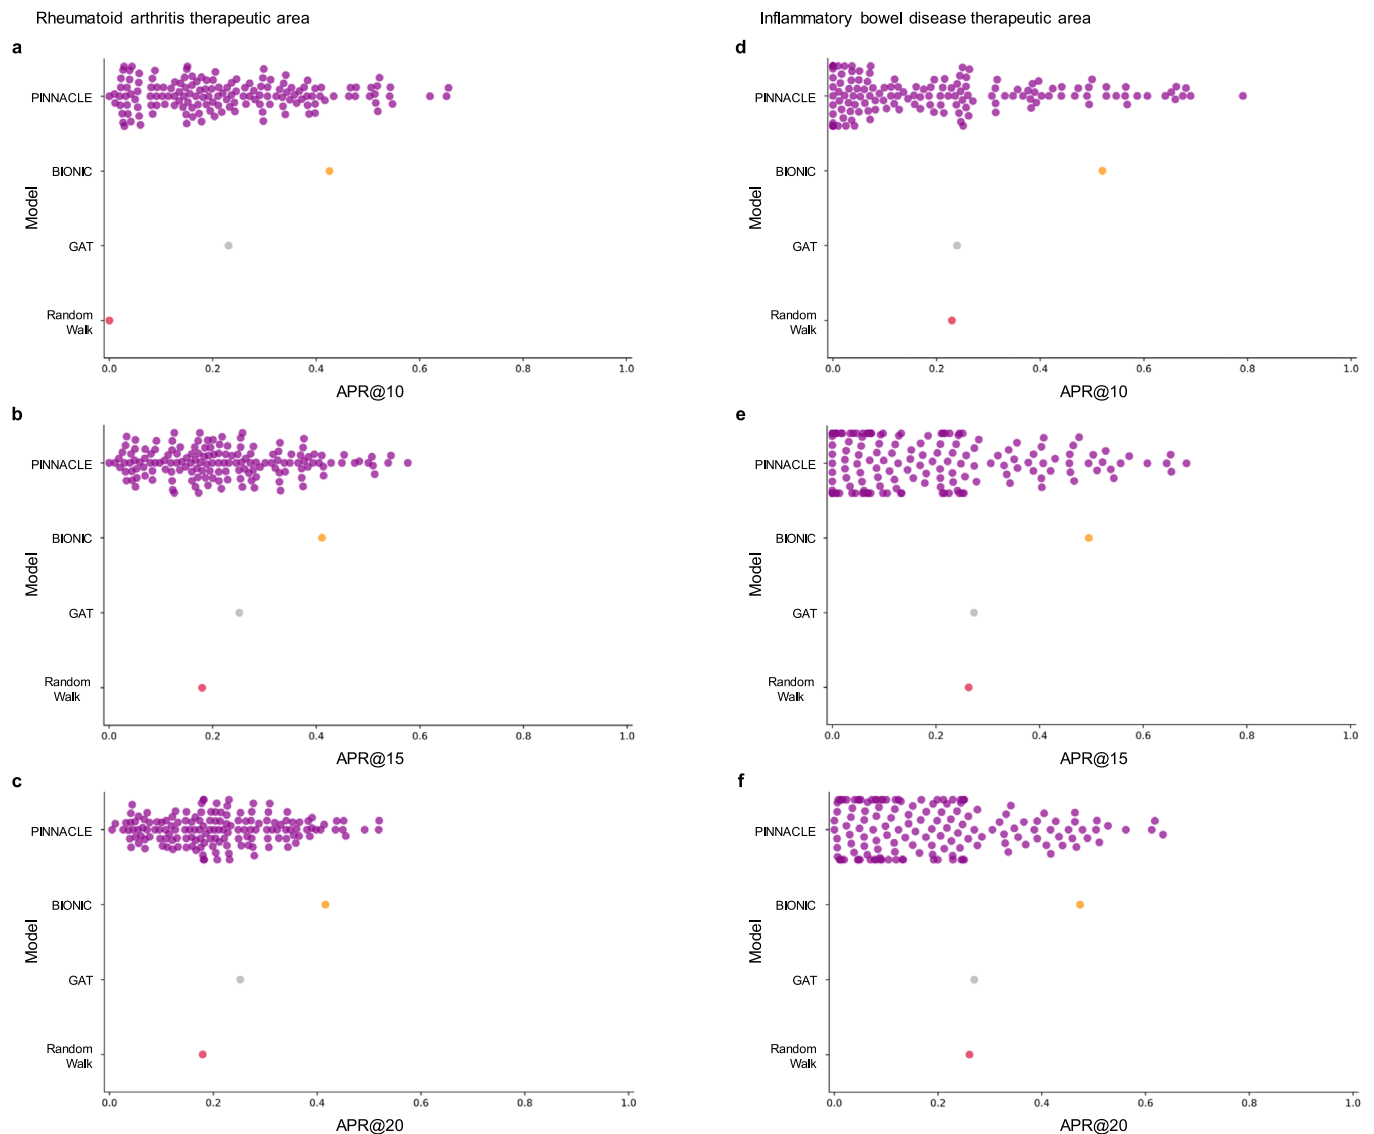 Rheumatoid arthritis therapeutic area
a
PINNACLE
BIONIC
GAT
Random
Walk
Model
0.0 0.2 0.4 0.6 0.8 1.0
APR@10
b
PINNACLE
BIONIC
GAT
Random
Walk
Model
0.0 0.2 0.4 0.6 0.8 1.0
APR@15
c
PINNACLE
BIONIC
GAT
Random
Walk
Model
0.0 0.2 0.4 0.6 0.8 1.0
APR@20
Inflammatory bowel disease therapeutic area
d
PINNACLE
BIONIC
GAT
Random
Walk
Model
0.0 0.2 0.4 0.6 0.8 1.0
APR@10
e
PINNACLE
BIONIC
GAT
Random
Walk
Model
0.0 0.2 0.4 0.6 0.8 1.0
APR@15
f
PINNACLE
BIONIC
GAT
Random
Walk
Model
0.0 0.2 0.4 0.6 0.8 1.0
APR@20